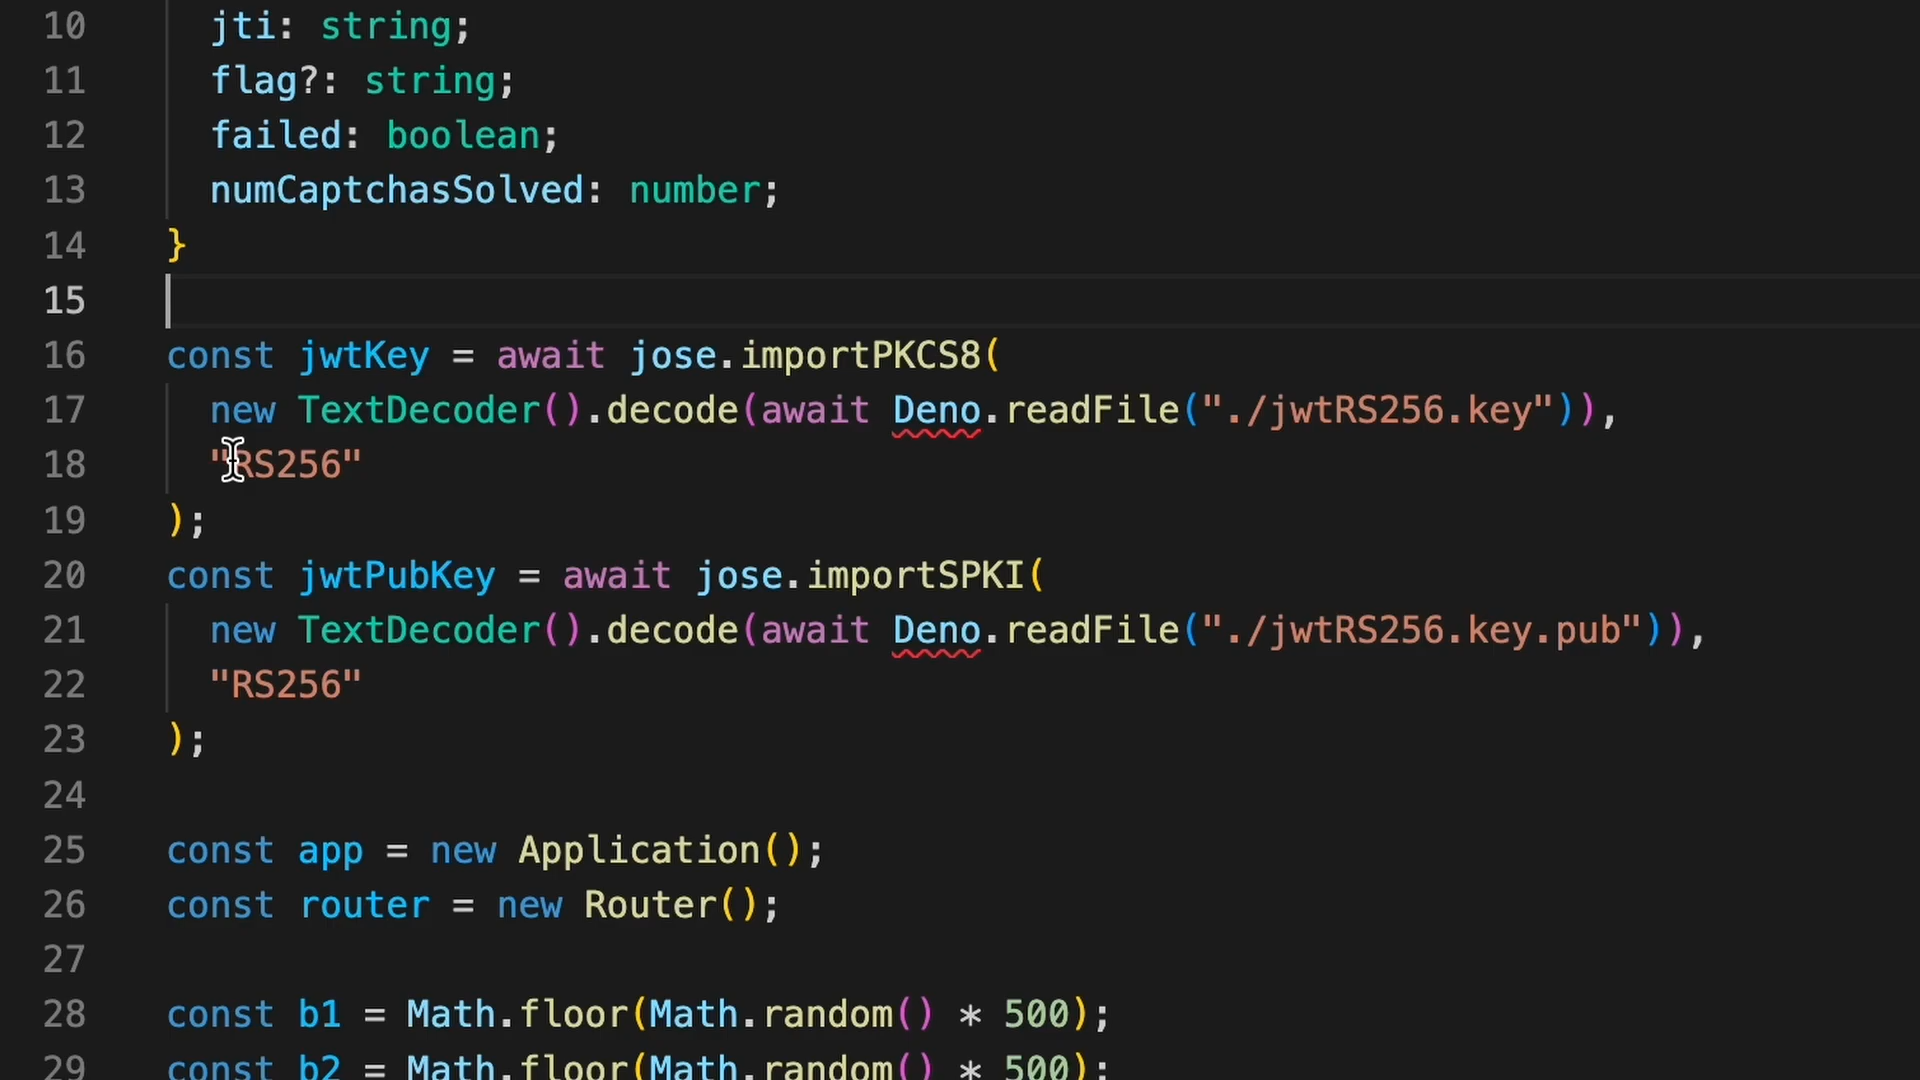 10 jti: string;
11 flag?: string;
12 failed: boolean;
13 numCaptchasSolved: number;
14 }
15
16 const jwtKey = await jose.importPKCS8(
17 new TextDecoder().decode(await Deno.readFile("./jwtRS256.key")),
18 "RS256"
19 );
20 const jwtPubKey = await jose.importSPKI(
21 new TextDecoder().decode(await Deno.readFile("./jwtRS256.key.pub")),
22 "RS256"
23 );
24
25 const app = new Application();
26 const router = new Router();
27
28 const b1 = Math.floor(Math.random() * 500);
29 const b2 = Math.floor(Math.random() * 500);